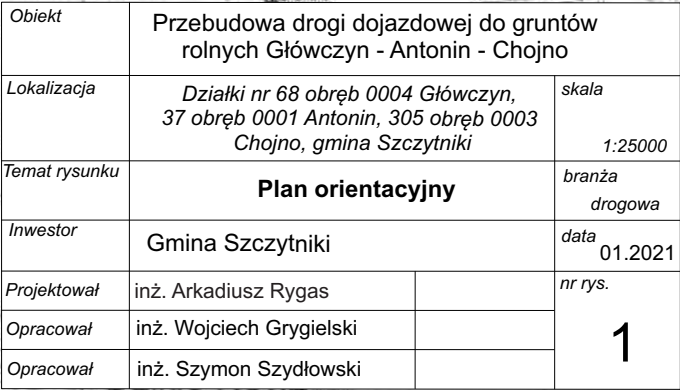 Obiekt
Przebudowa drogi dojazdowej do gruntów
rolnych Główczyn - Antonin - Chojno
Lokalizacja
Działki nr 68 obręb 0004 Główczyn,
37 obręb 0001 Antonin, 305 obręb 0003
Chojno, gmina Szczytniki
skala
1:25000
Temat rysunku
Plan orientacyjny
branża
drogowa
Inwestor
Gmina Szczytniki
data
01.2021
Projektował
inż. Arkadiusz Rygas
nr rys.
1
Opracował
inż. Wojciech Grygielski
Opracował
inż. Szymon Szydłowski